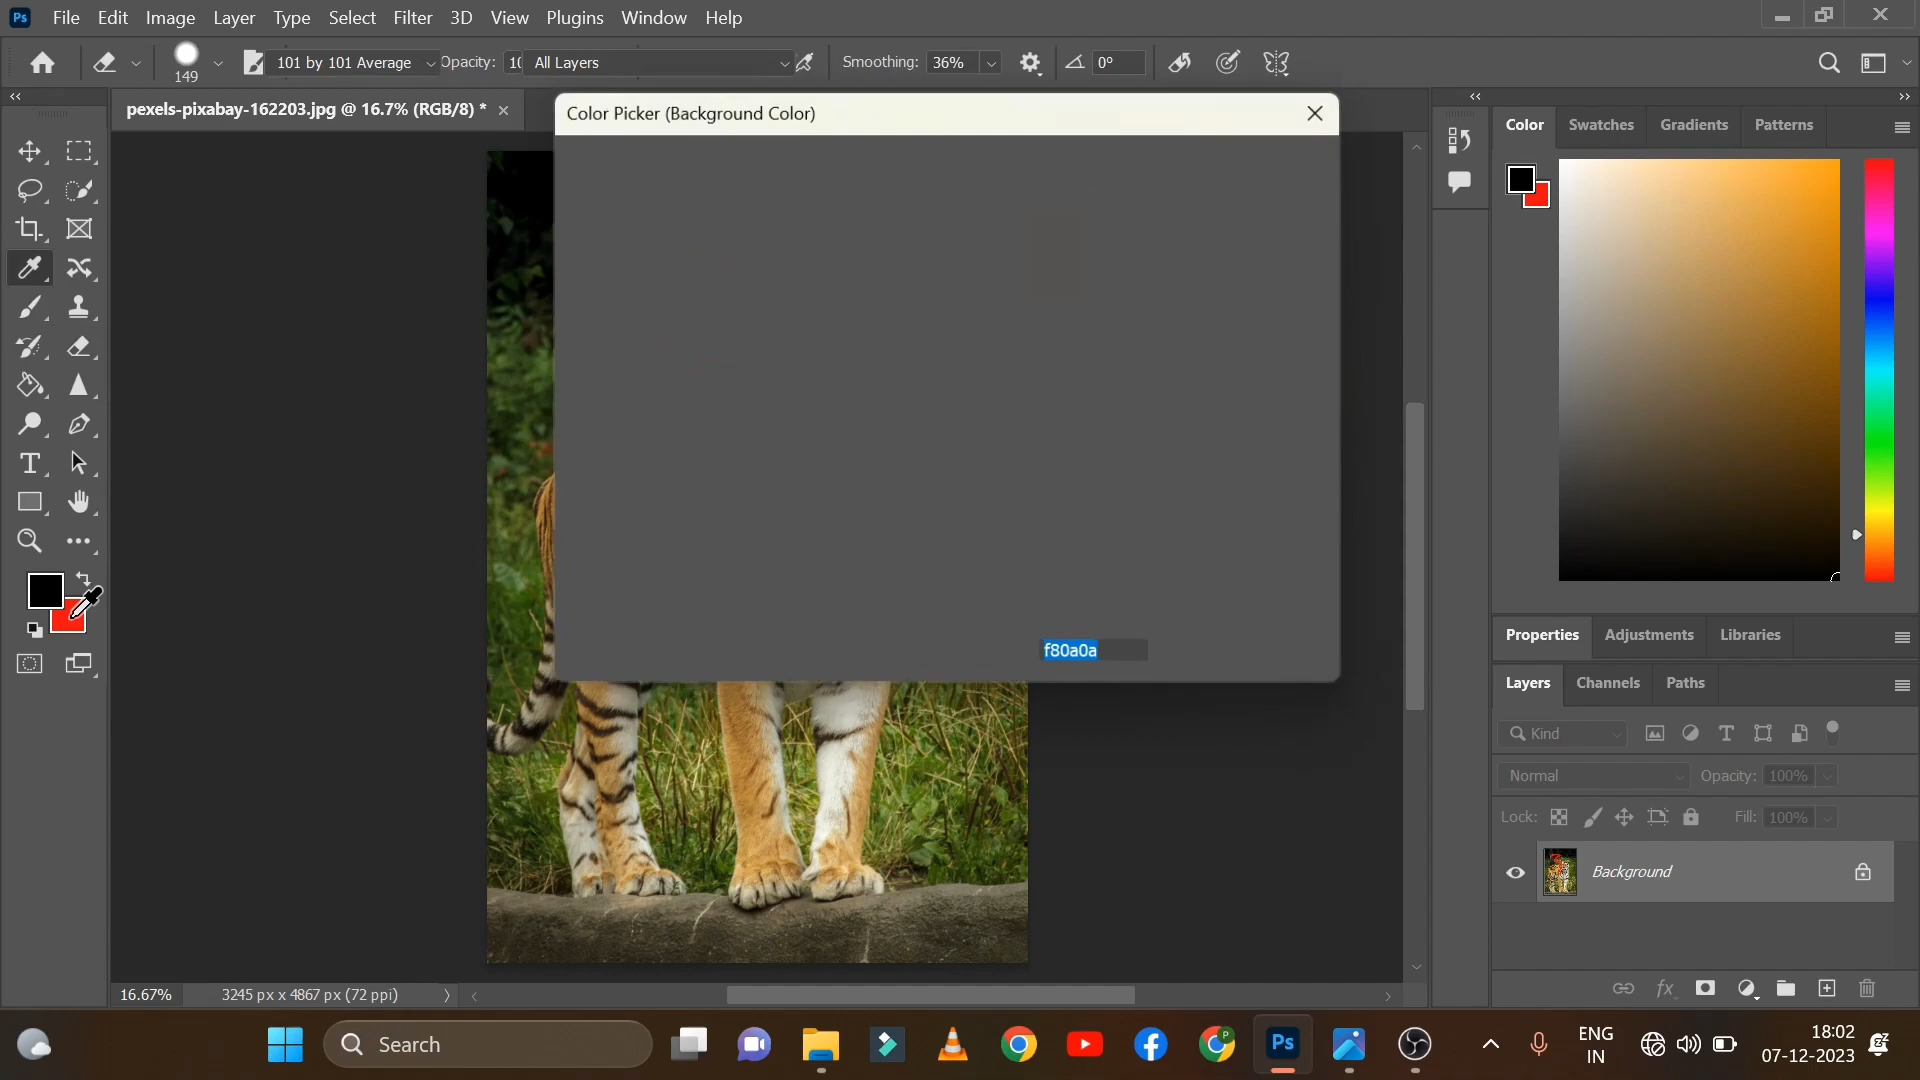 Ps File Edit Image Layer Type Select Filter 3D View Plugins Window Help
149 101 by 101 Average Opacity: All Layers Smoothing: 36% 0°
pexels-pixabay-162203.jpg @ 16.7% (RGB/8) *
Color Picker (Background Color)
Color Swatches Gradients Patterns
f80a0a
Properties Adjustments Libraries
Layers Channels Paths
Kind
Normal Opacity: 100%
Lock: Fill: 100%
Background
16.67% 3245 px x 4867 px (72 ppi)
Search
P
Ps
ENG
IN
18:02
07-12-2023